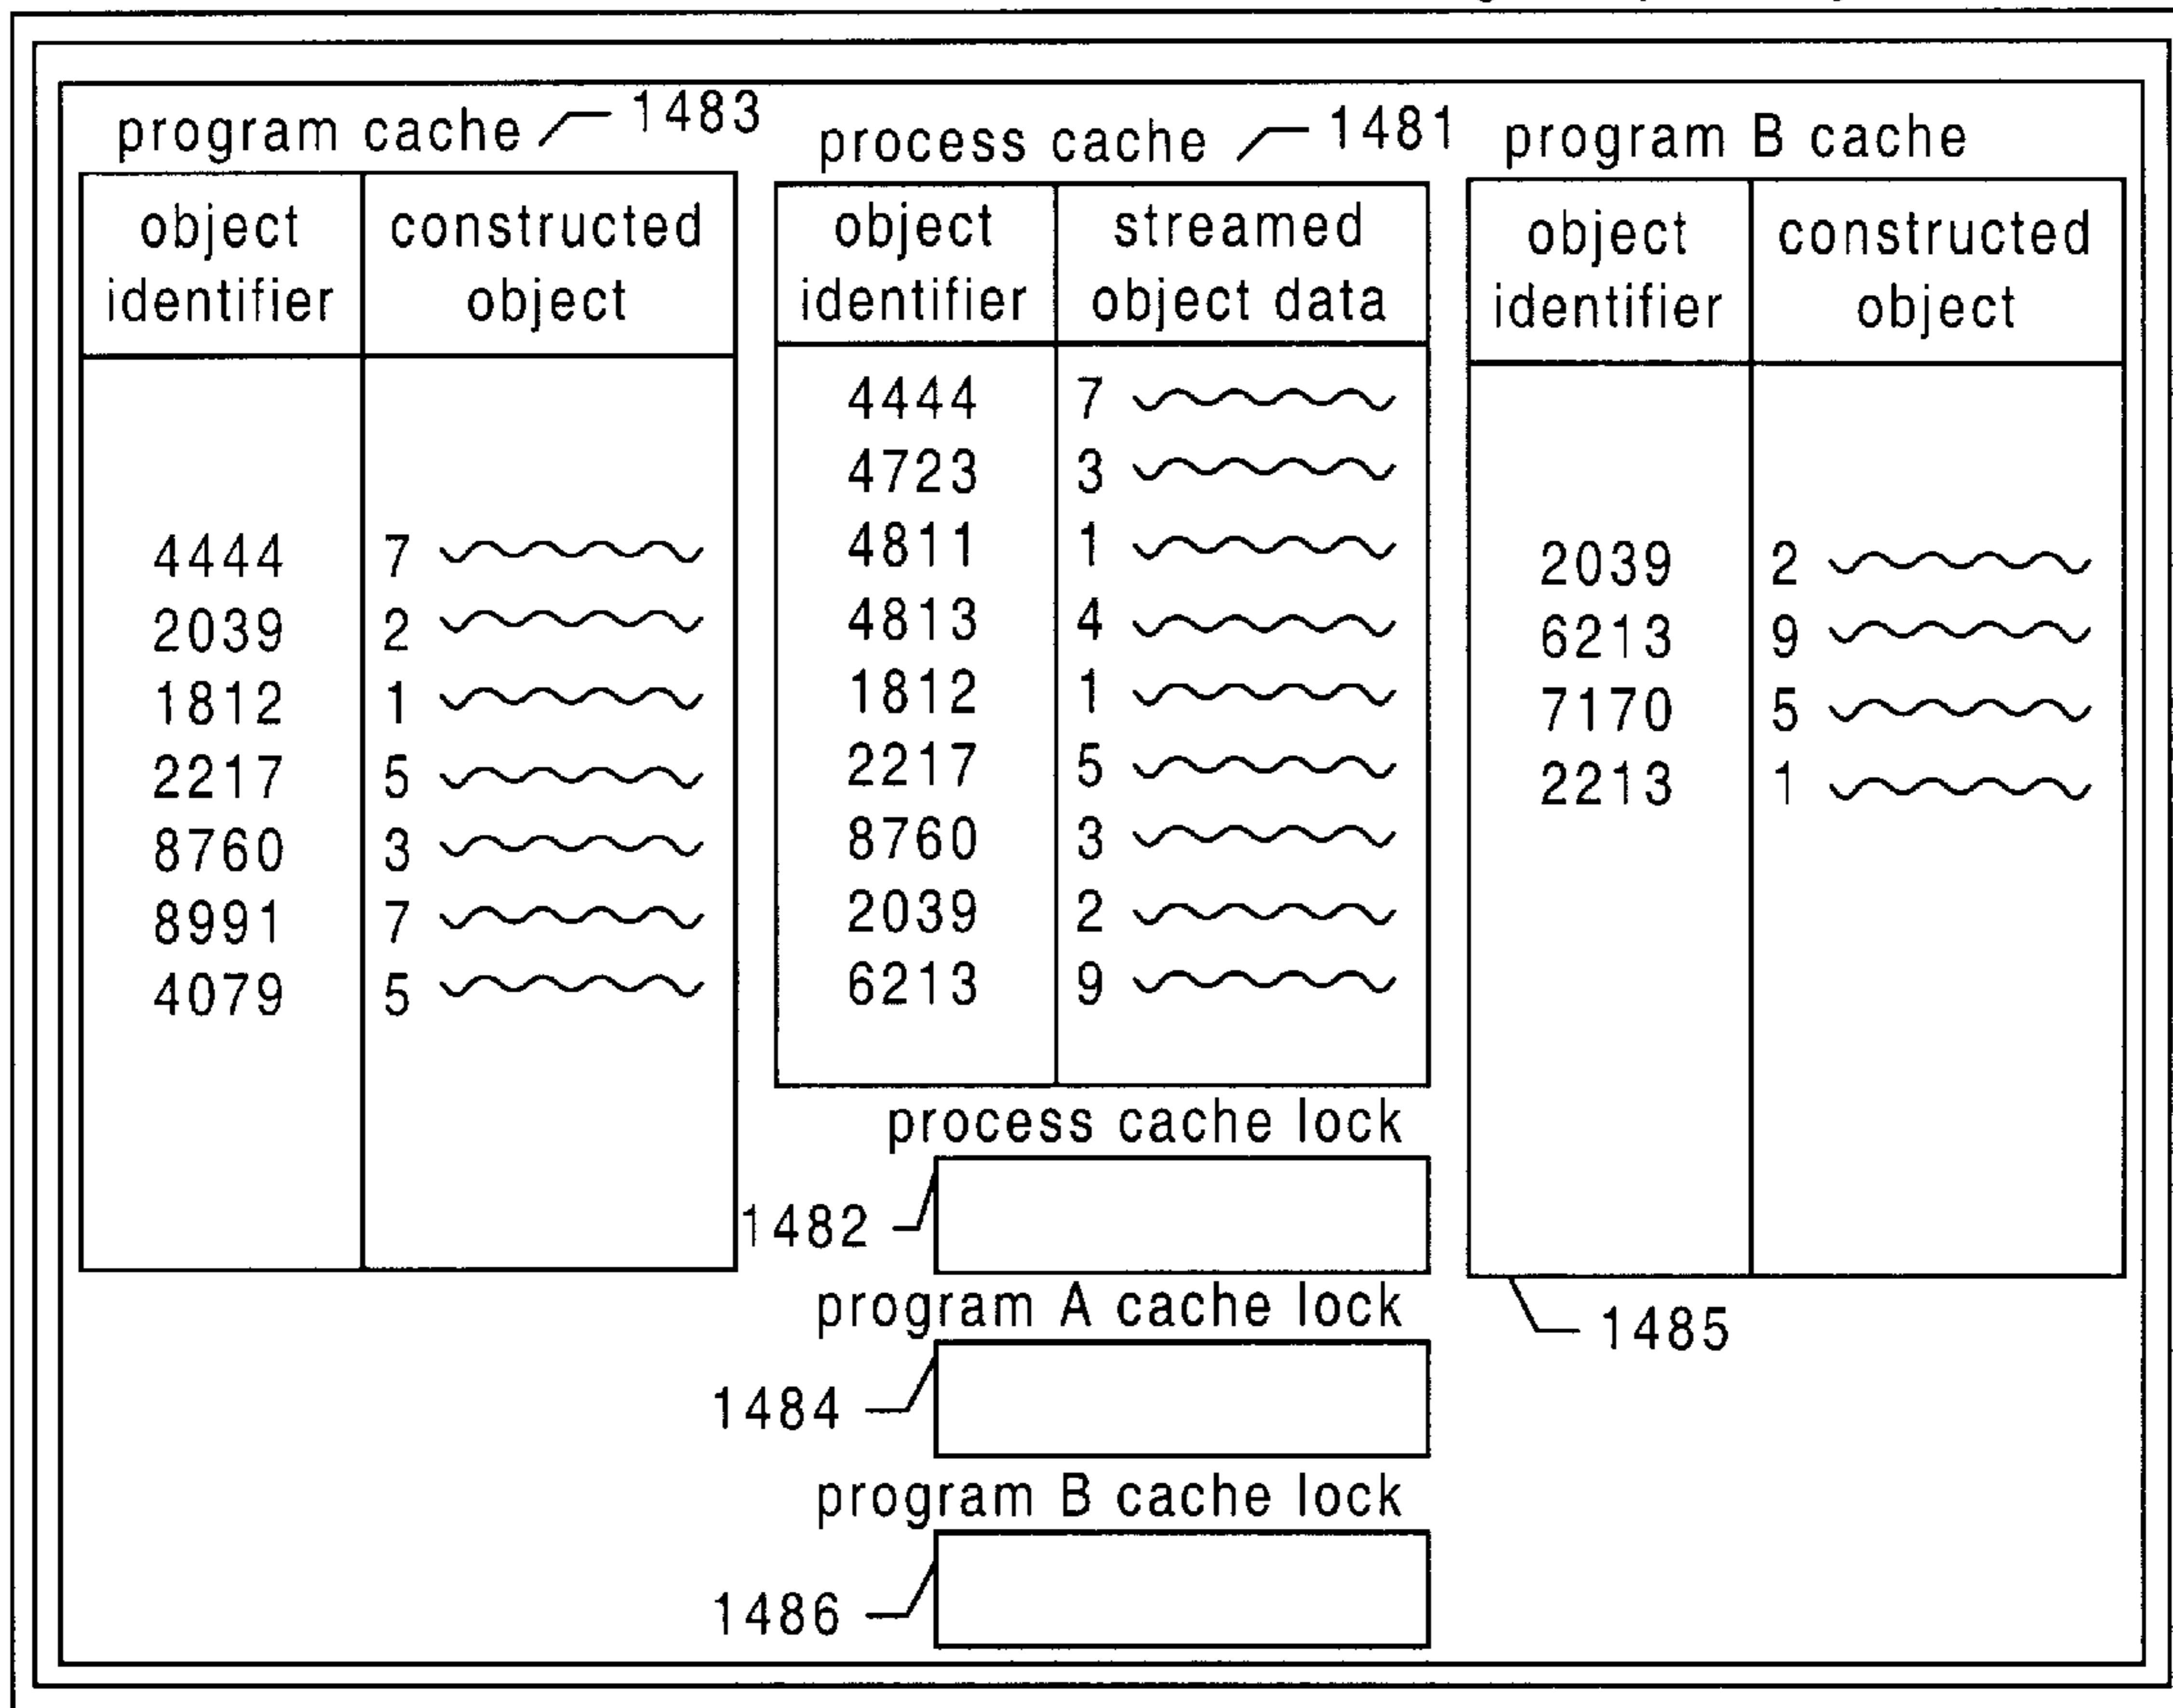 program cache 1483
object identifier
constructed object
4444 7
2039 2
1812 1
2217 5
8760 3
8991 7
4079 5
process cache 1481
object identifier
streamed object data
4444 7
4723 3
4811 1
4813 4
1812 1
2217 5
8760 3
2039 2
6213 9
program B cache
object identifier
constructed object
2039 2
6213 9
7170 5
2213 1
1485
process cache lock
1482
program A cache lock
1484
program B cache lock
1486